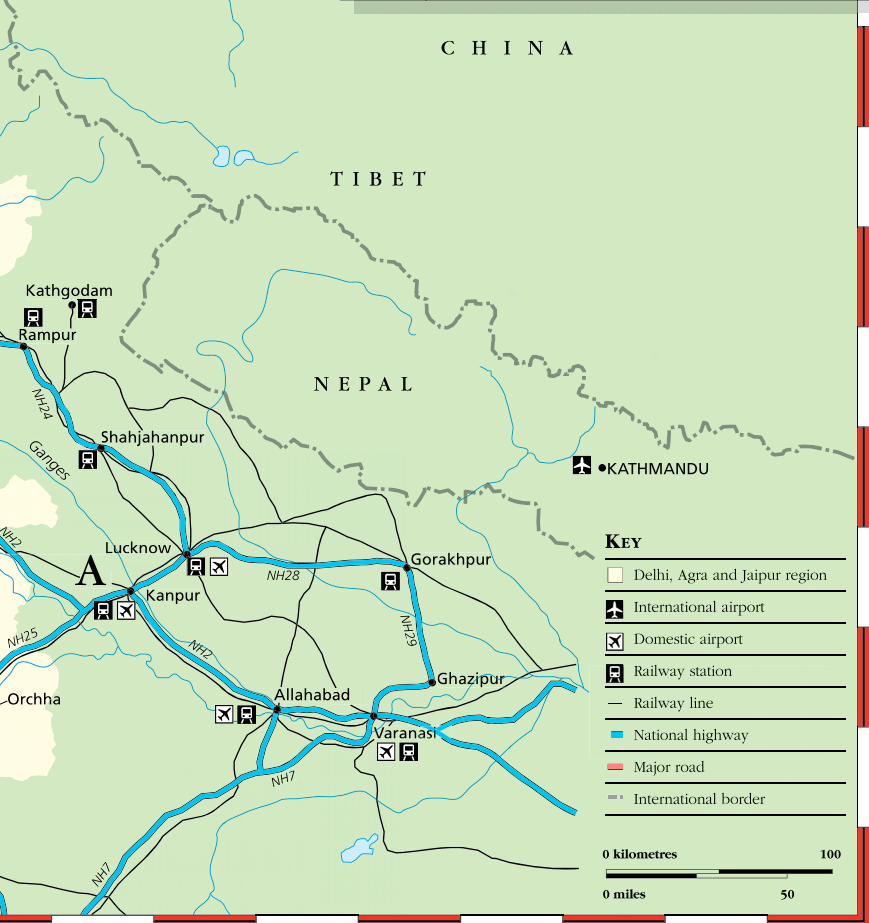 CHINA
TIBET
Kathgodam
Rampur
NEPAL
NH24
Shahjahanpur
Ganges
KATHMANDU
NH2
Lucknow
A
Gorakhpur
NH28
Kanpur
NH25
NH2
NH29
Orchha
Allahabad
Ghazipur
Varanasi
NH7
NH7
KEY
Delhi, Agra and Jaipur region
International airport
Domestic airport
Railway station
Railway line
National highway
Major road
International border
0 kilometres 100
0 miles 50